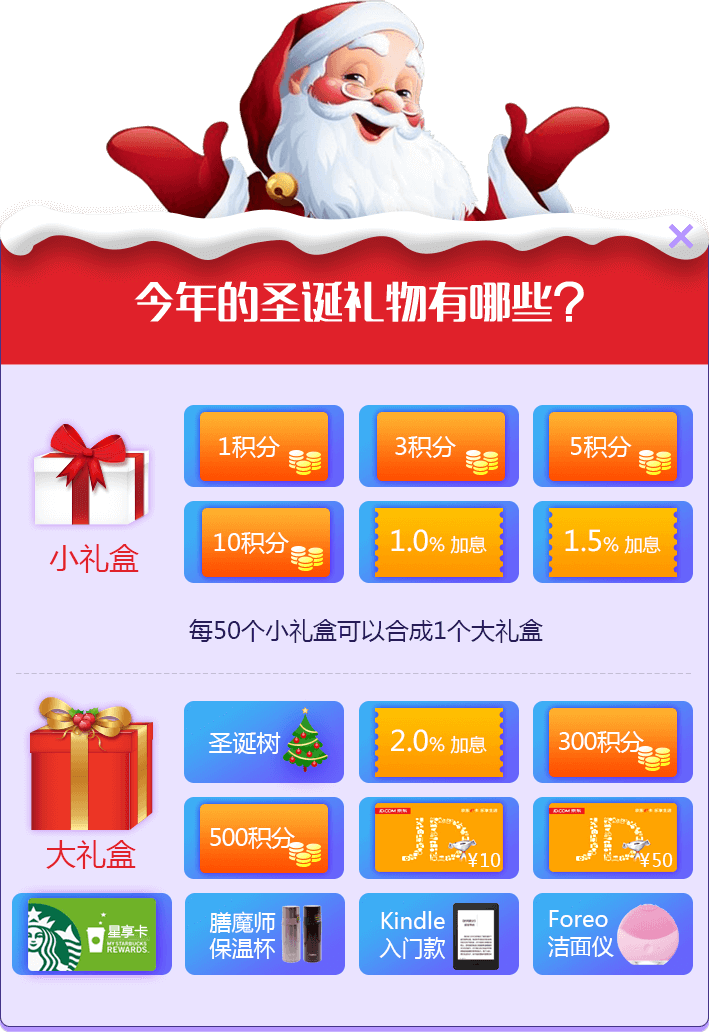 今年的圣诞礼物有哪些?
1积分
3积分
5积分
10积分
1.0% 加息
1.5% 加息
小礼盒
每50个小礼盒可以合成1个大礼盒
圣诞树
2.0% 加息
300积分
500积分
JD.COM 京东
JD
¥10
JD.COM 京东
JD
¥50
大礼盒
星享卡
MY STARBUCKS
REWARDS
膳魔师
保温杯
Kindle
入门款
Foreo
洁面仪